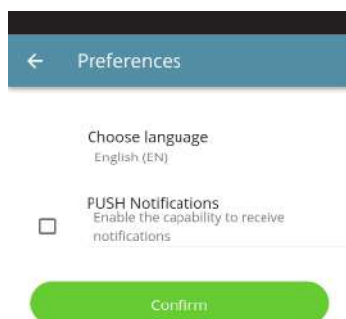 Preferences
Choose language
English (EN)
PUSH Notifications
Enable the capability to receive
notifications
Confirm